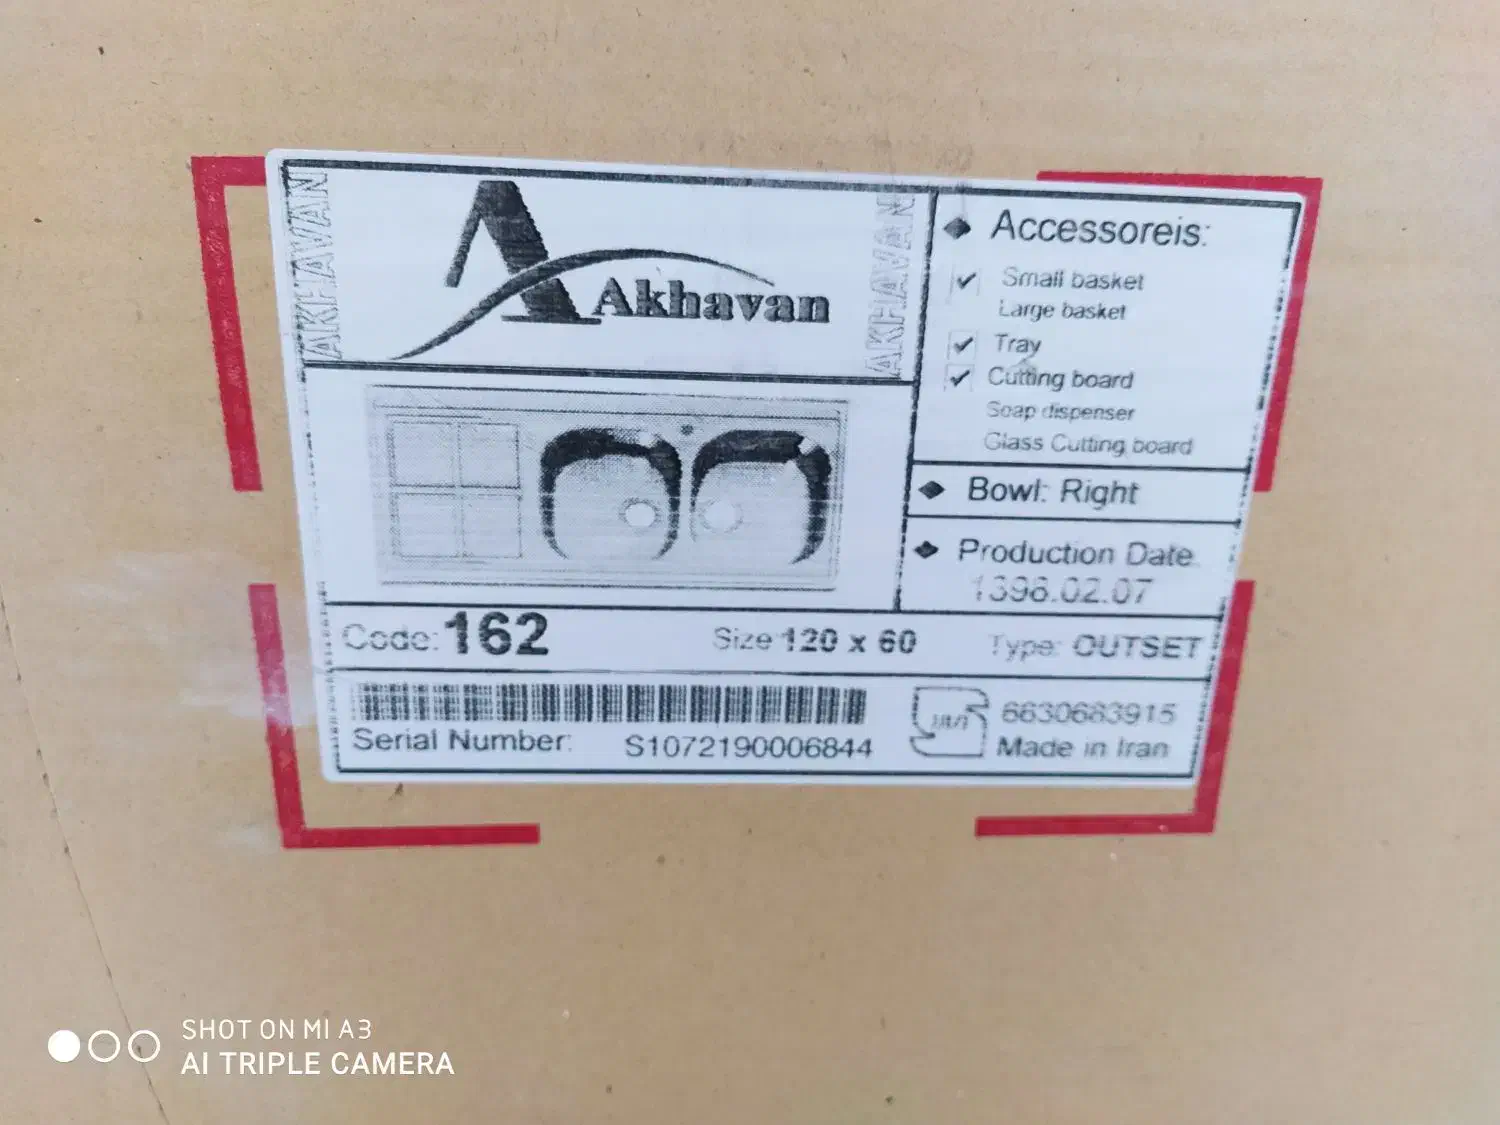 AKHAVAN
Akhavan
AKHAVAN
Accessoreis:
Small basket
Large basket
Tray
Cutting board
Soap dispenser
Glass Cutting board
Bowl: Right
Production Date
1398.02.07
Code: 162
Size 120 x 60
Type: OUTSET
Serial Number:
S1072190006844
6630683915
Made in Iran
SHOT ON MI A3
AI TRIPLE CAMERA